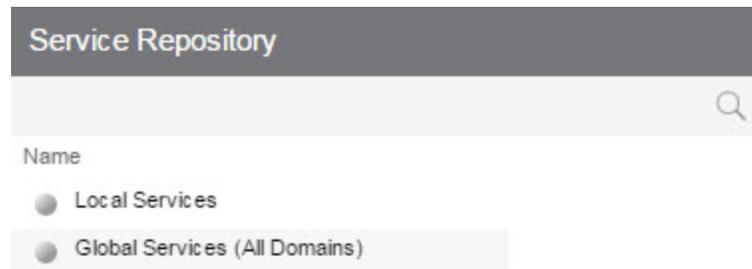 Service Repository
Name
Local Services
Global Services (All Domains)